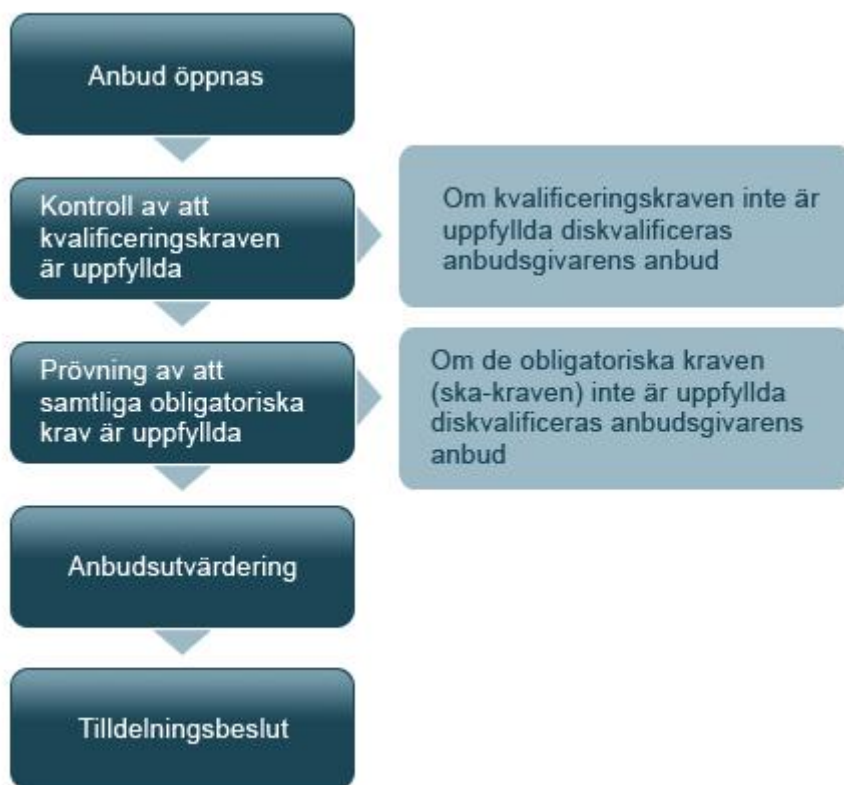 Anbud öppnas
Kontroll av att
kvalificeringskraven
är uppfyllda
Om kvalificeringskraven inte är
uppfyllda diskvalificeras
anbudsgivarens anbud
Prövning av att
samtliga obligatoriska
krav är uppfyllda
Om de obligatoriska kraven
(ska-kraven) inte är uppfyllda
diskvalificeras anbudsgivarens
anbud
Anbudsutvärdering
Tilldelningsbeslut